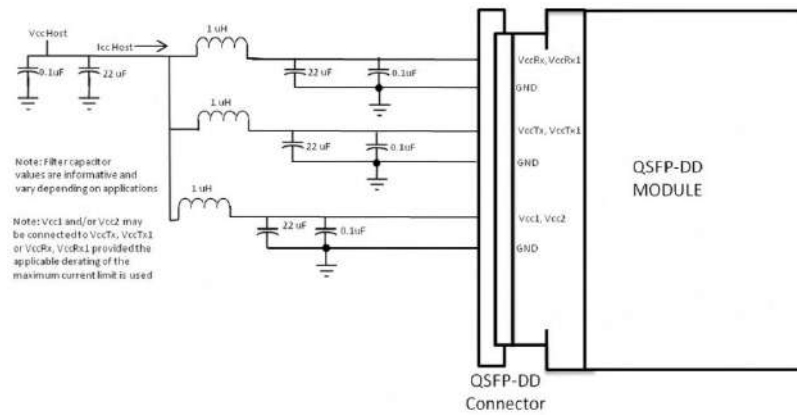 Vcc Host
Icc Host
0.1uF
22 uF
1 uH
22 uF
0.1uF
VccRx, VccRx1
GND
1 uH
22 uF
0.1uF
VccTx, VccTx1
GND
1 uH
22 uF
0.1uF
Vcc1, Vcc2
GND
Note: Filter capacitor
values are informative and
vary depending on applications
Note: Vcc1 and/or Vcc2 may
be connected to VccTx, VccTx1
or VccRx, VccRx1 provided the
applicable derating of the
maximum current limit is used
QSFP-DD
MODULE
QSFP-DD
Connector